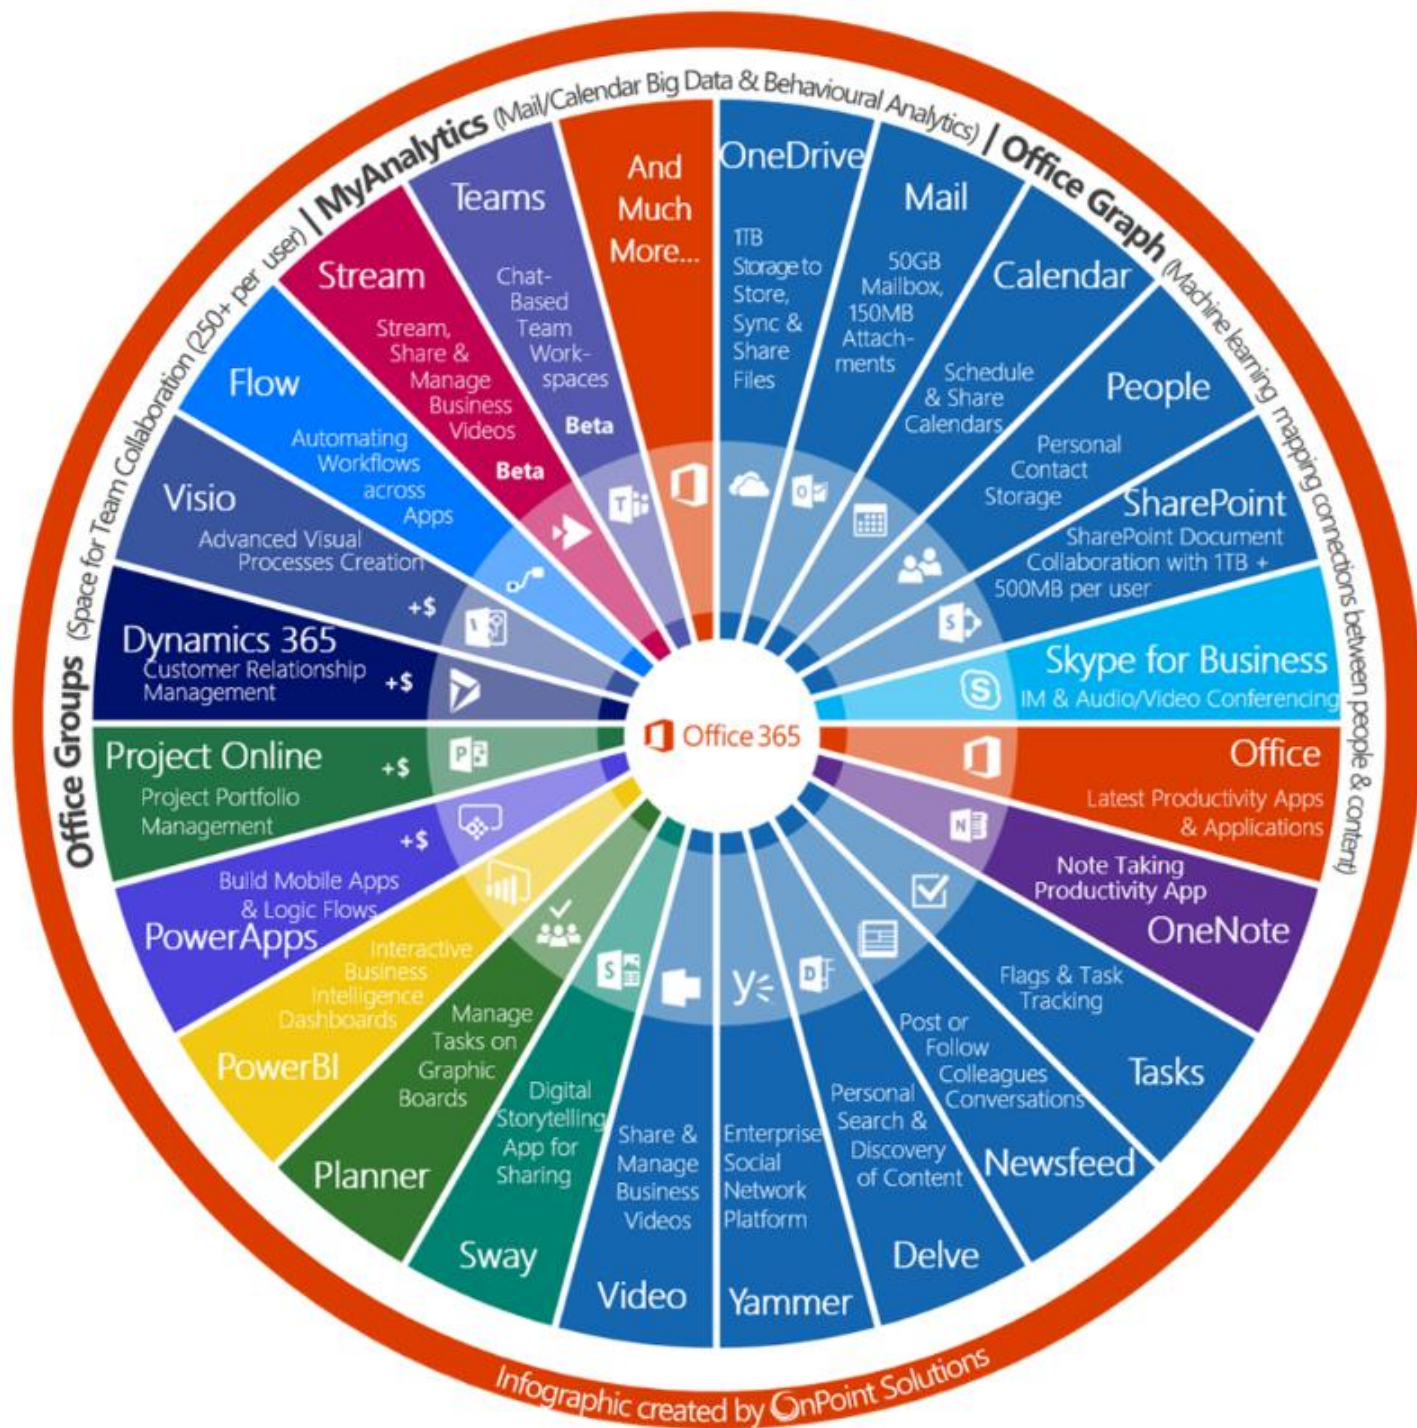 Office Groups (Space for Team Collaboration (250+ per user) | MyAnalytics (Mail/Calendar Big Data & Behavioural Analytics) | Office Graph (Machine learning mapping connections between people & content)
OneDrive
1TB
Storage to
Store,
Sync &
Share
Files
Mail
50GB
Mailbox,
150MB
Attach-
ments
Calendar
Schedule
& Share
Calendars
People
Personal
Contact
Storage
SharePoint
SharePoint Document
Collaboration with 1TB +
500MB per user
Skype for Business
IM & Audio/Video Conferencing
Office
Latest Productivity Apps
& Applications
Note Taking
Productivity App
OneNote
Flags & Task
Tracking
Tasks
Post or
Follow
Colleagues
Conversations
Newsfeed
Personal
Search &
Discovery
of Content
Delve
Enterprise
Social
Network
Platform
Yammer
Share &
Manage
Business
Videos
Video
Digital
Storytelling
App for
Sharing
Sway
Manage
Tasks on
Graphic
Boards
Planner
Interactive
Business
Intelligence
Dashboards
PowerBI
+$
Build Mobile Apps
& Logic Flows
PowerApps
Project Online
+$
Project Portfolio
Management
Dynamics 365
Customer Relationship
Management
+$
Visio
Advanced Visual
Processes Creation
+$
Flow
Automating
Workflows
across
Apps
Stream
Stream,
Share &
Manage
Business
Videos
Beta
Teams
Chat-
Based
Team
Work-
spaces
Beta
And
Much
More...
Office 365
Infographic created by OnPoint Solutions